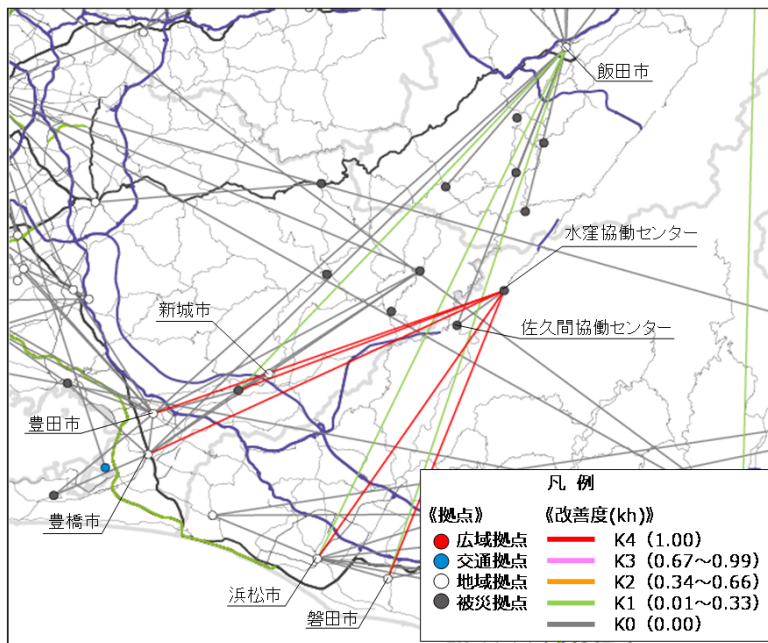 飯田市
水窪協働センター
新城市
佐久間協働センター
豊田市
豊橋市
浜松市
磐田市
凡 例
《拠点》 《改善度(kh)》
広域拠点 K4 (1.00)
交通拠点 K3 (0.67～0.99)
地域拠点 K2 (0.34～0.66)
被災拠点 K1 (0.01～0.33)
K0 (0.00)